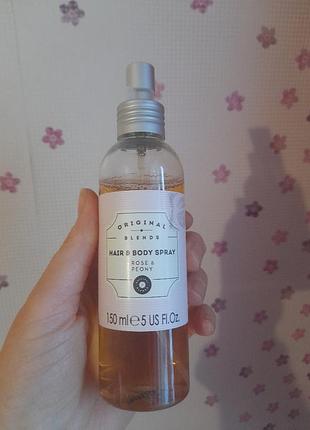 ORIGINAL
BLENDS
HAIR & BODY SPRAY
ROSE &
PEONY
150 ml ℮ 5 US Fl.Oz.